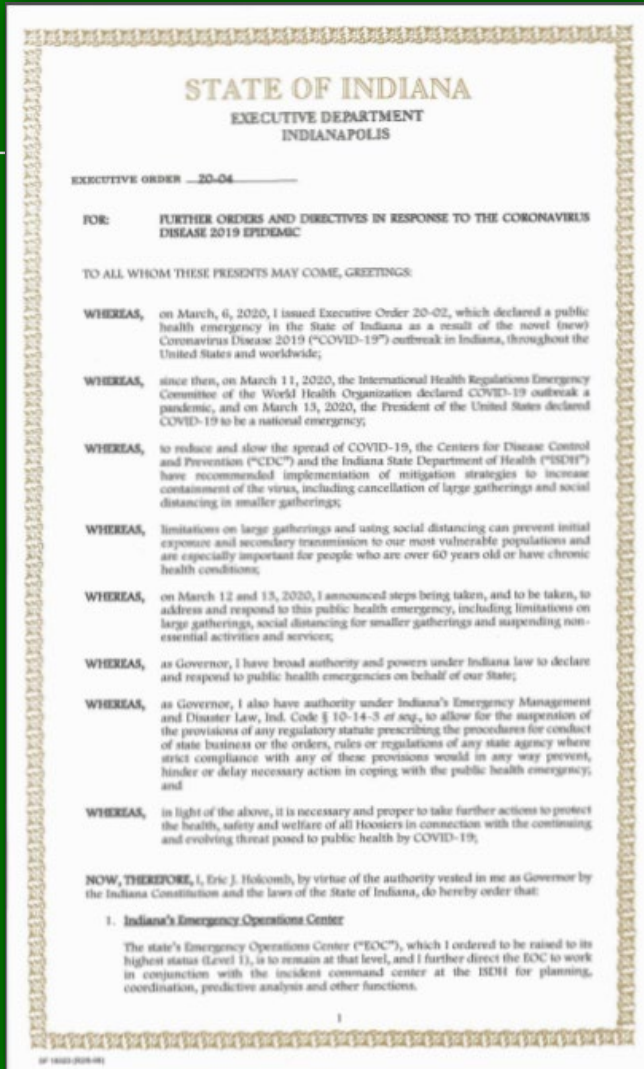 STATE OF INDIANA
EXECUTIVE DEPARTMENT
INDIANAPOLIS
EXECUTIVE ORDER 20-04
FOR: FURTHER ORDERS AND DIRECTIVES IN RESPONSE TO THE CORONAVIRUS
DISEASE 2019 EPIDEMIC
TO ALL WHOM THESE PRESENTS MAY COME, GREETINGS:
WHEREAS, on March, 6, 2020, I issued Executive Order 20-02, which declared a public
health emergency in the State of Indiana as a result of the novel (new)
Coronavirus Disease 2019 ("COVID-19") outbreak in Indiana, throughout the
United States and worldwide;
WHEREAS, since then, on March 11, 2020, the International Health Regulations Emergency
Committee of the World Health Organization declared COVID-19 outbreak a
pandemic, and on March 13, 2020, the President of the United States declared
COVID-19 to be a national emergency;
WHEREAS, to reduce and slow the spread of COVID-19, the Centers for Disease Control
and Prevention ("CDC") and the Indiana State Department of Health ("ISDH")
have recommended implementation of mitigation strategies to increase
containment of the virus, including cancellation of large gatherings and social
distancing in smaller gatherings;
WHEREAS, limitations on large gatherings and using social distancing can prevent initial
exposure and secondary transmission to our most vulnerable populations and
are especially important for people who are over 60 years old or have chronic
health conditions;
WHEREAS, on March 12 and 13, 2020, I announced steps being taken, and to be taken, to
address and respond to this public health emergency, including limitations on
large gatherings, social distancing for smaller gatherings and suspending non-
essential activities and services;
WHEREAS, as Governor, I have broad authority and powers under Indiana law to declare
and respond to public health emergencies on behalf of our State;
WHEREAS, as Governor, I also have authority under Indiana's Emergency Management
and Disaster Law, Ind. Code § 10-14-3 et seq., to allow for the suspension of
the provisions of any regulatory statute prescribing the procedures for conduct
of state business or the orders, rules or regulations of any state agency where
strict compliance with any of these provisions would in any way prevent,
hinder or delay necessary action in coping with the public health emergency;
and
WHEREAS, in light of the above, it is necessary and proper to take further actions to protect
the health, safety and welfare of all Hoosiers in connection with the continuing
and evolving threat posed to public health by COVID-19;
NOW, THEREFORE, I, Eric J. Holcomb, by virtue of the authority vested in me as Governor by
the Indiana Constitution and the laws of the State of Indiana, do hereby order that:
1. Indiana's Emergency Operations Center
The state's Emergency Operations Center ("EOC"), which I ordered to be raised to its
highest status (Level 1), is to remain at that level, and I further direct the EOC to work
in conjunction with the incident command center at the ISDH for planning,
coordination, predictive analysis and other functions.
1